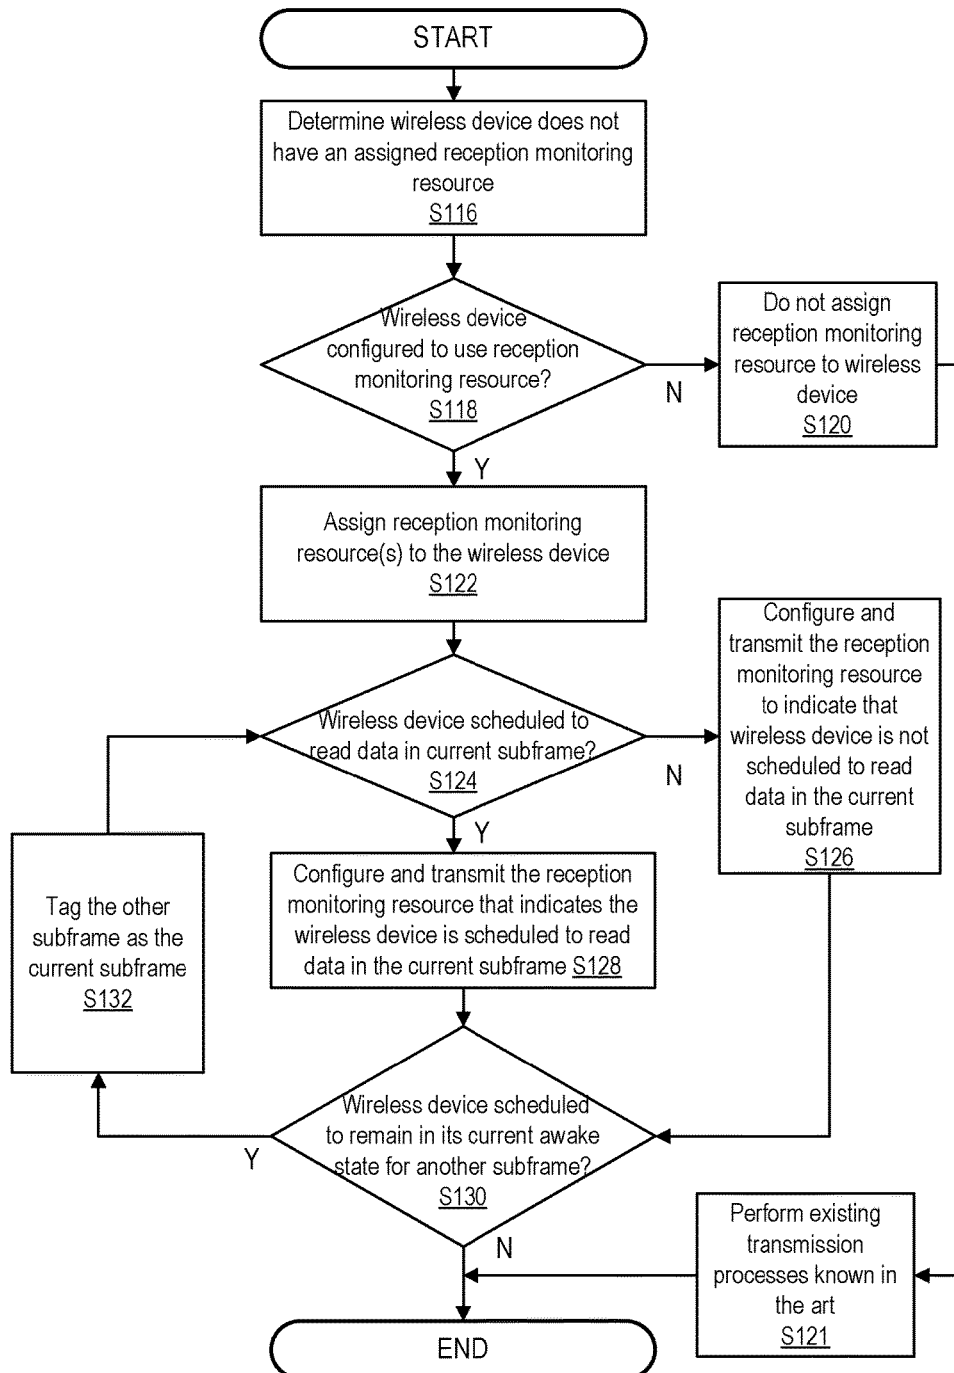 START
Determine wireless device does not
have an assigned reception monitoring
resource
S116
Wireless device
configured to use reception
monitoring resource?
S118
N
Do not assign
reception monitoring
resource to wireless
device
S120
Y
Assign reception monitoring
resource(s) to the wireless device
S122
Wireless device scheduled to
read data in current subframe?
S124
N
Configure and
transmit the reception
monitoring resource
to indicate that
wireless device is not
scheduled to read
data in the current
subframe
S126
Y
Configure and transmit the reception
monitoring resource that indicates the
wireless device is scheduled to read
data in the current subframe S128
Tag the other
subframe as the
current subframe
S132
Wireless device scheduled
to remain in its current awake
state for another subframe?
S130
Y
N
Perform existing
transmission
processes known in
the art
S121
END